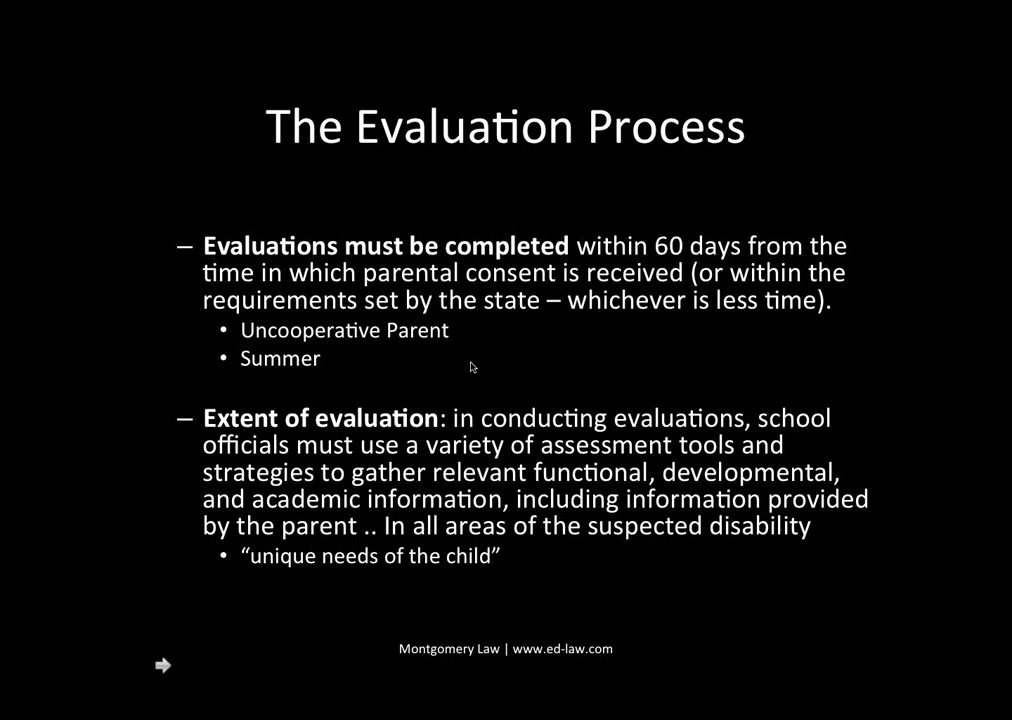 The Evaluation Process
– Evaluations must be completed within 60 days from the
time in which parental consent is received (or within the
requirements set by the state – whichever is less time).
• Uncooperative Parent
• Summer
– Extent of evaluation: in conducting evaluations, school
officials must use a variety of assessment tools and
strategies to gather relevant functional, developmental,
and academic information, including information provided
by the parent .. In all areas of the suspected disability
• “unique needs of the child”
Montgomery Law | www.ed-law.com